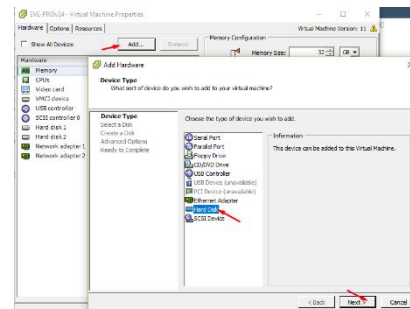 EVE-PROv24 - Virtual Machine Properties
Hardware Options Resources
Virtual Machine Version: 11
Show All Devices
Add...
Remove
Memory Configuration
Memory Size: 32 GB
Hardware
Memory
CPUs
Video card
VMCI device
USB controller
SCSI controller 0
Hard disk 1
Hard disk 2
Network adapter 1
Network adapter 2
Add Hardware
Device Type
What sort of device do you wish to add to your virtual machine?
Device Type
Select a Disk
Create a Disk
Advanced Options
Ready to Complete
Choose the type of device you wish to add.
Serial Port
Parallel Port
Floppy Drive
CD/DVD Drive
USB Controller
USB Device (unavailable)
PCI Device (unavailable)
Ethernet Adapter
Hard Disk
SCSI Device
Information
This device can be added to this Virtual Machine.
< Back
Next >
Cancel